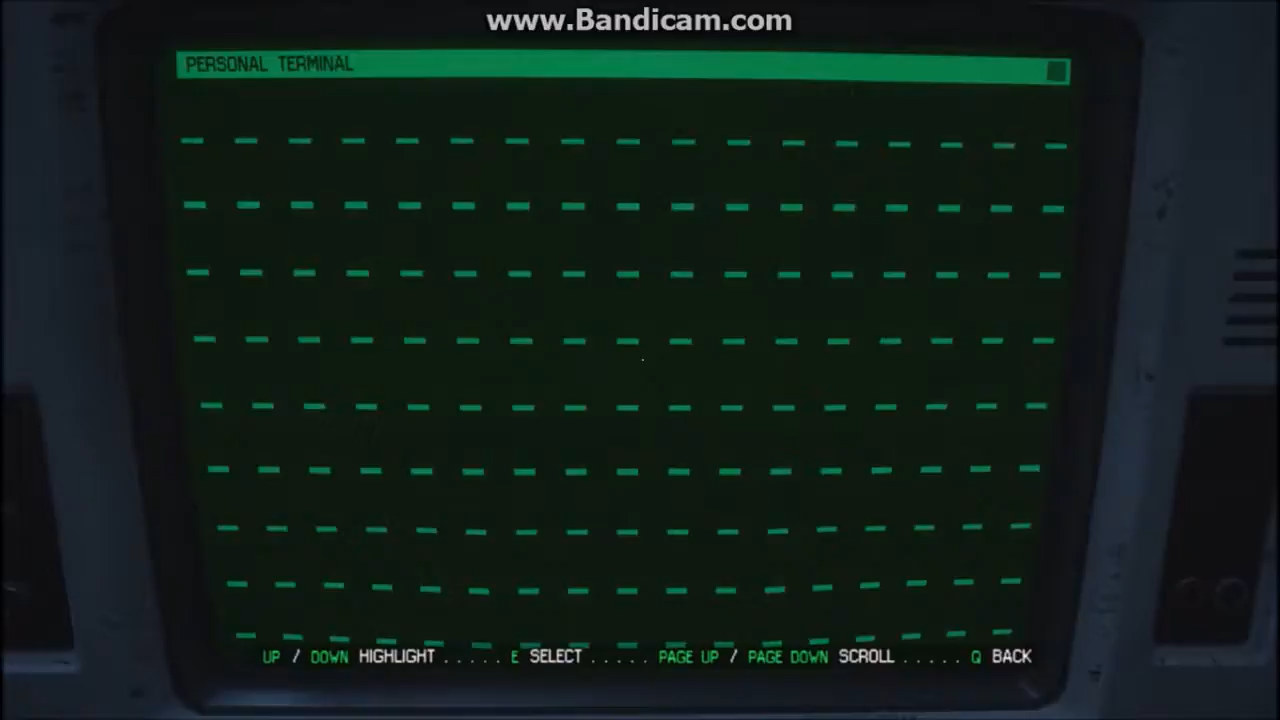 www.Bandicam.com
PERSONAL TERMINAL
UP / DOWN HIGHLIGHT ..... E SELECT ..... PAGE UP / PAGE DOWN SCROLL ..... Q BACK